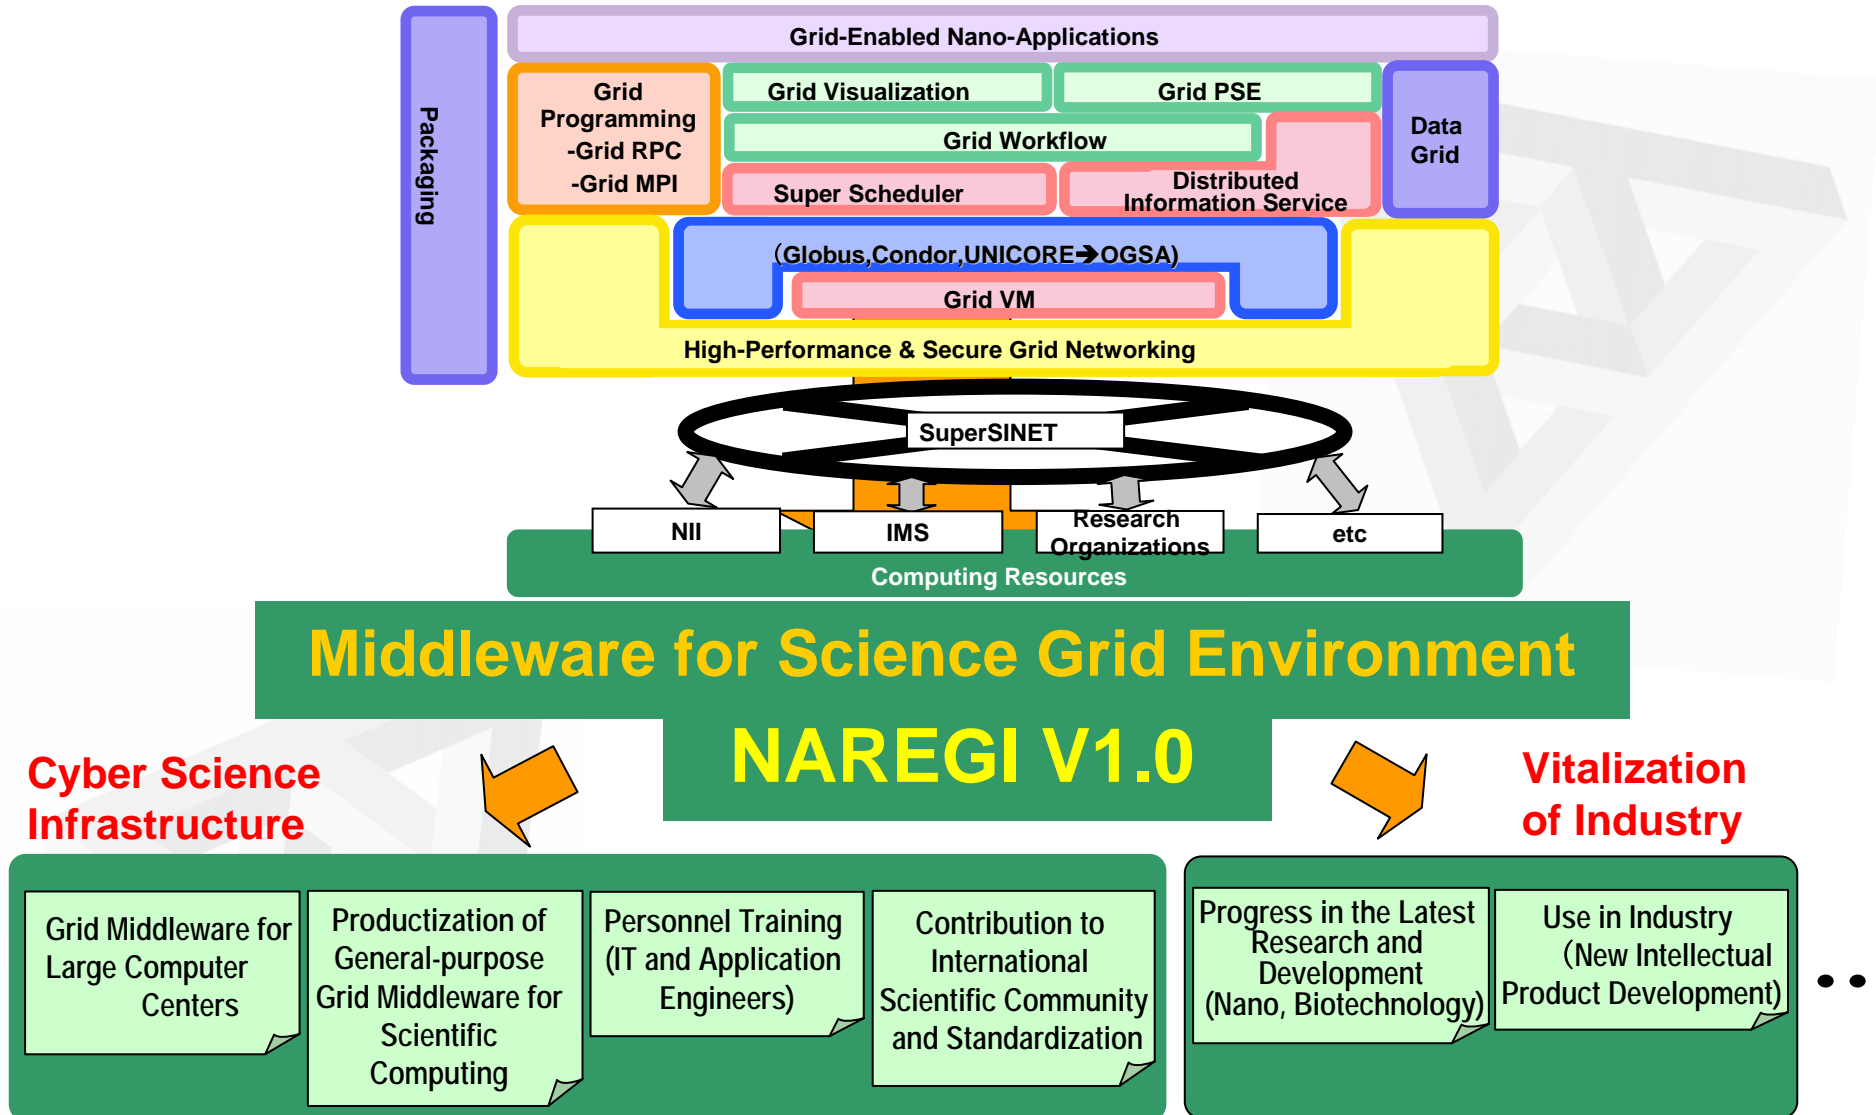 Grid-Enabled Nano-Applications
Packaging
Grid
Programming
-Grid RPC
-Grid MPI
Grid Visualization
Grid PSE
Grid Workflow
Data
Grid
Super Scheduler
Distributed
Information Service
（Globus,Condor,UNICORE➔OGSA)
Grid VM
High-Performance & Secure Grid Networking
SuperSINET
NII
IMS
Research
Organizations
etc
Computing Resources
Middleware for Science Grid Environment
NAREGI V1.0
Cyber Science
Infrastructure
Vitalization
of Industry
Grid Middleware for
Large Computer
Centers
Productization of
General-purpose
Grid Middleware for
Scientific
Computing
Personnel Training
(IT and Application
Engineers)
Contribution to
International
Scientific Community
and Standardization
Progress in the Latest
Research and
Development
(Nano, Biotechnology)
Use in Industry
（New Intellectual
Product Development)
• •